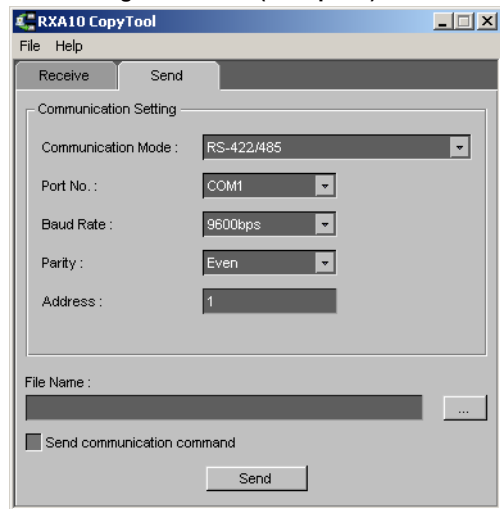 RXA10 CopyTool
File Help
Receive Send
Communication Setting
Communication Mode : RS-422/485
Port No. : COM1
Baud Rate : 9600bps
Parity : Even
Address : 1
File Name :
...
Send communication command
Send